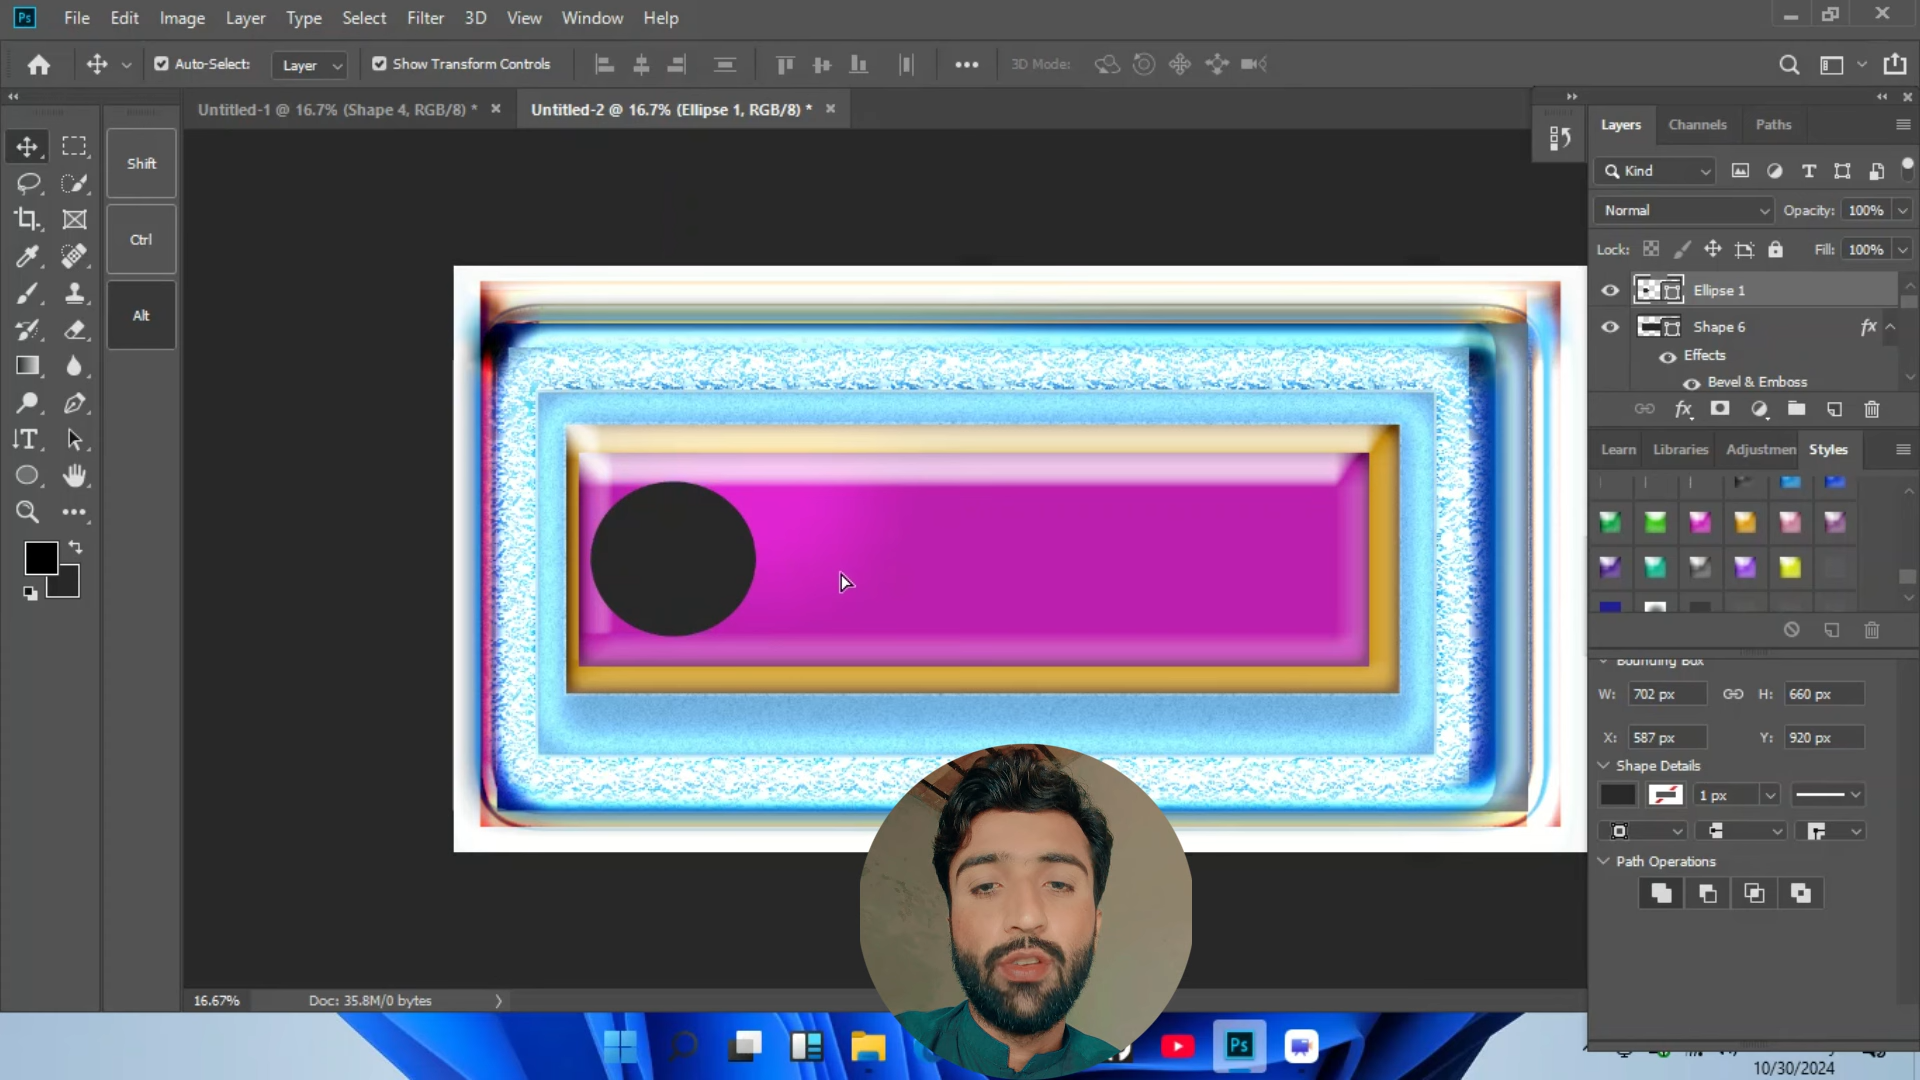 Ps File Edit Image Layer Type Select Filter 3D View Window Help
Auto-Select: Layer Show Transform Controls 3D Mode:
Untitled-1 @ 16.7% (Shape 4, RGB/8) * Untitled-2 @ 16.7% (Ellipse 1, RGB/8) *
Layers Channels Paths
Shift
Kind
Normal Opacity: 100%
Ctrl
Lock: Fill: 100%
Ellipse 1
Alt
Shape 6 fx
Effects
Bevel & Emboss
Learn Libraries Adjustmen Styles
Bounding Box
W: 702 px H: 660 px
X: 587 px Y: 920 px
Shape Details
1 px
Path Operations
16.67% Doc: 35.8M/0 bytes
Ps
10/30/2024